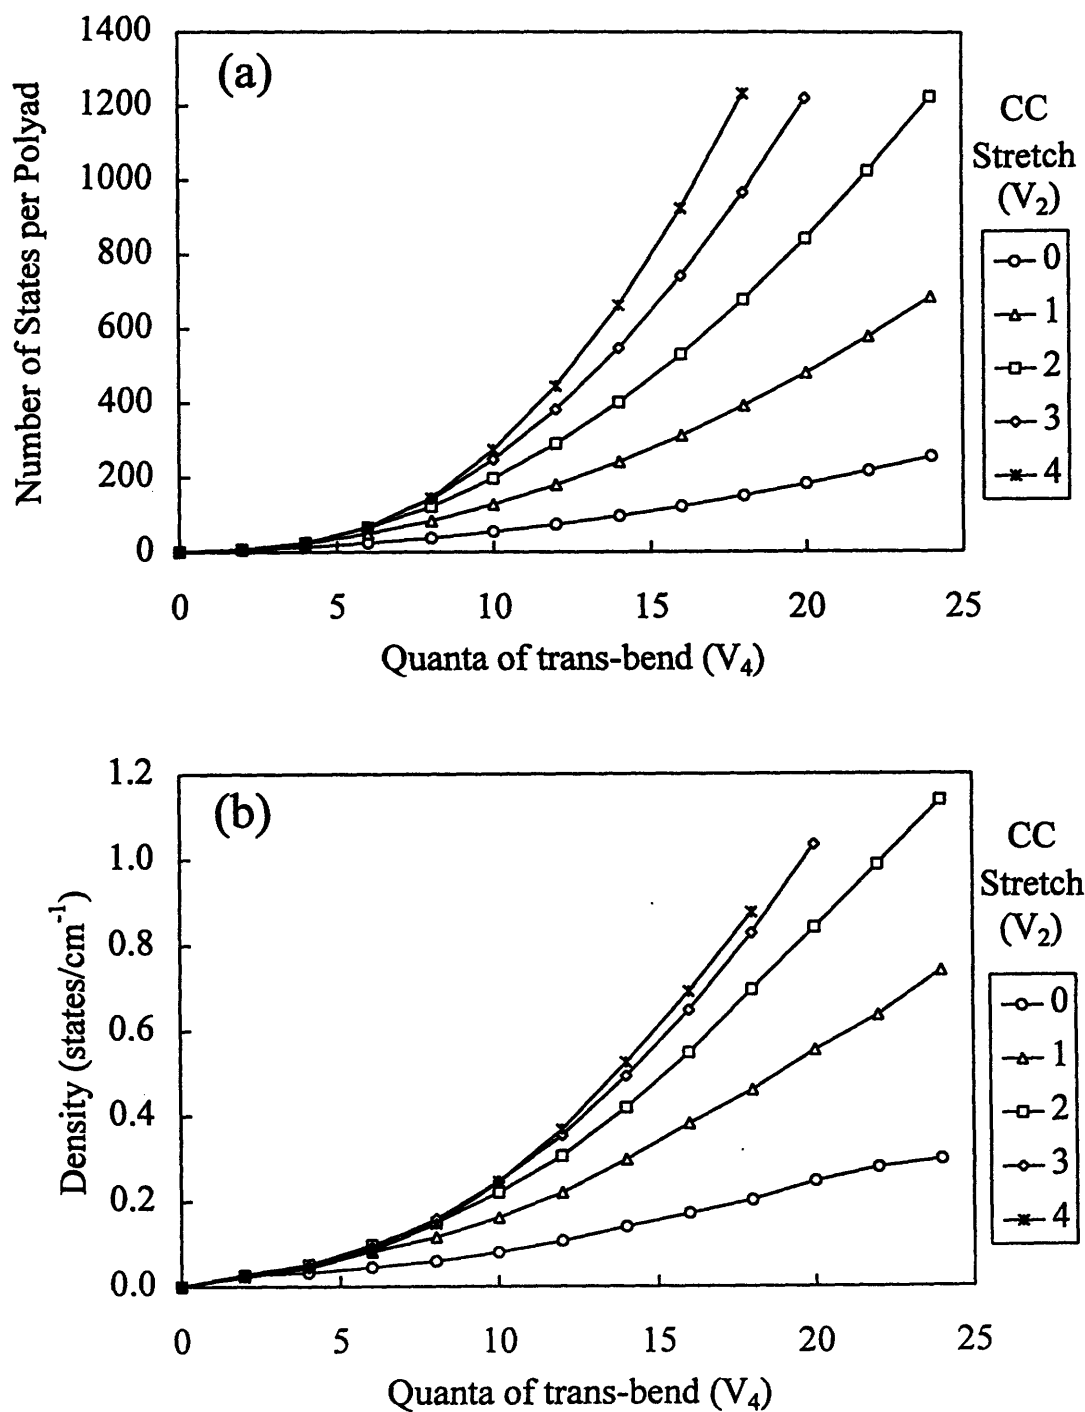 1400
1200
1000
800
600
400
200
0
Number of States per Polyad
(a)
0 5 10 15 20 25
Quanta of trans-bend (V₄)
CC
Stretch
(V₂)
0
1
2
3
4
1.2
1.0
0.8
0.6
0.4
0.2
0.0
Density (states/cm⁻¹)
(b)
0 5 10 15 20 25
Quanta of trans-bend (V₄)
CC
Stretch
(V₂)
0
1
2
3
4